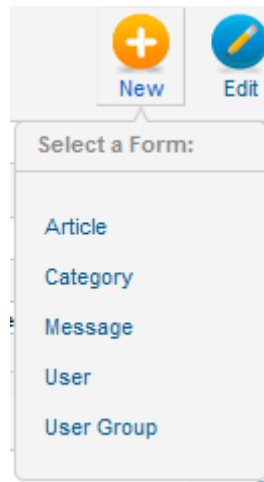 New Edit
Select a Form:
Article
Category
Message
User
User Group